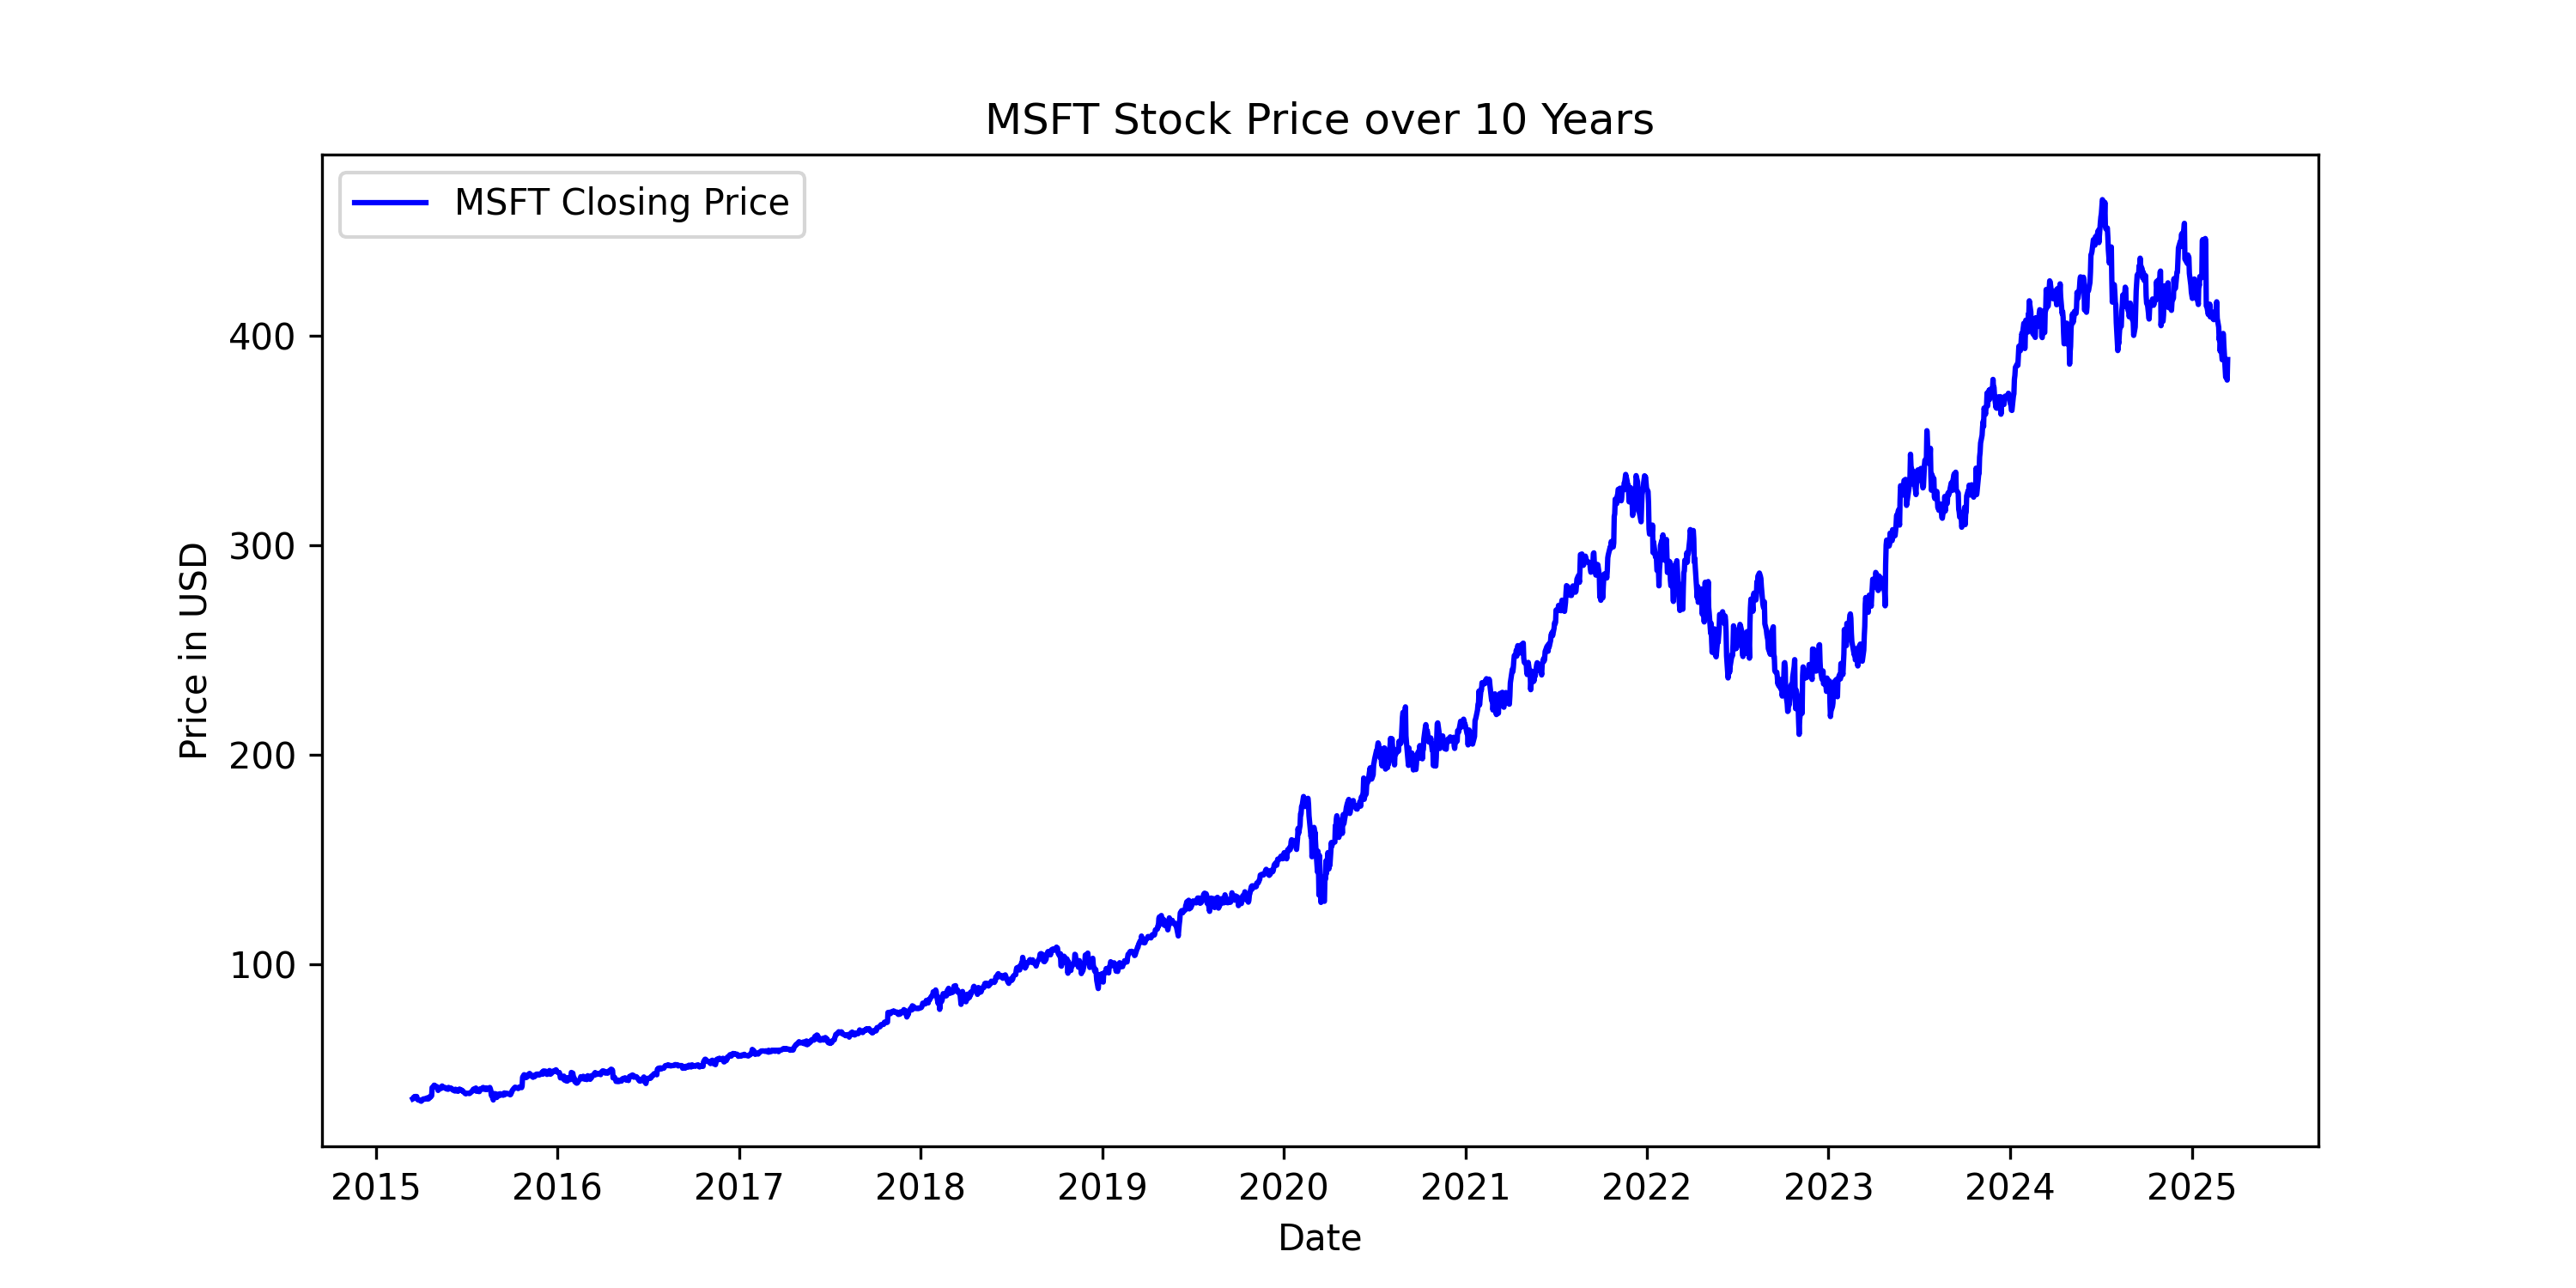 MSFT Stock Price over 10 Years
MSFT Closing Price
Price in USD
400
300
200
100
2015 2016 2017 2018 2019 2020 2021 2022 2023 2024 2025
Date